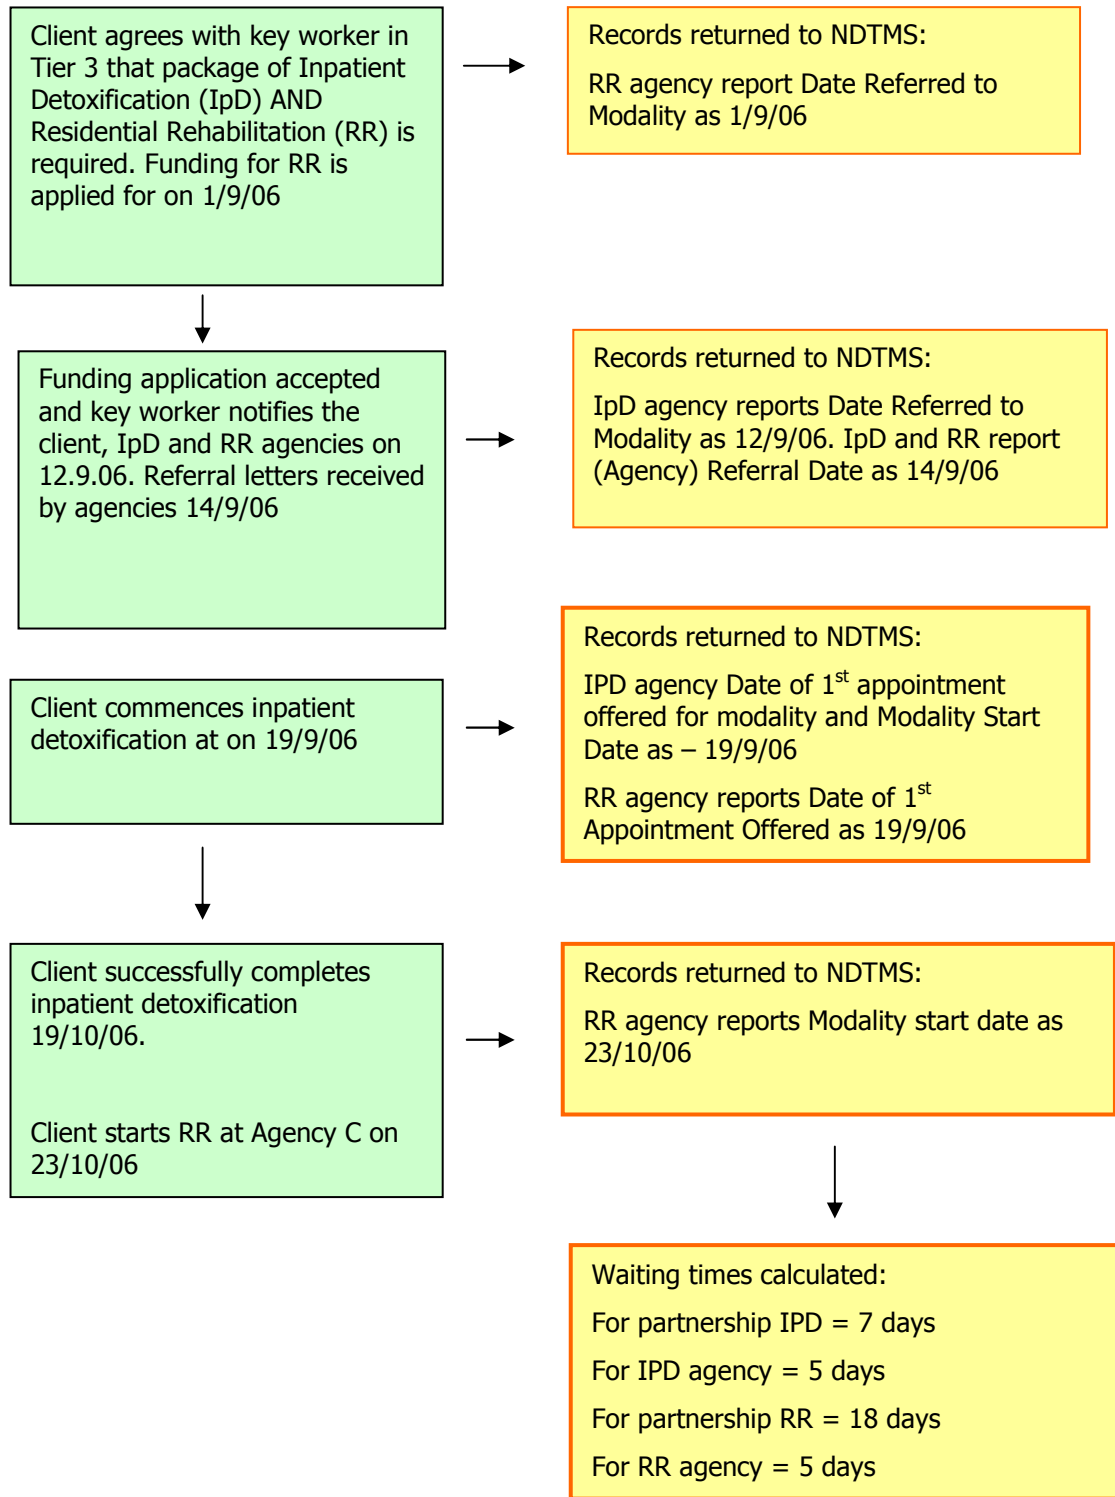 Client agrees with key worker in
Tier 3 that package of Inpatient
Detoxification (IpD) AND
Residential Rehabilitation (RR) is
required. Funding for RR is
applied for on 1/9/06
Records returned to NDTMS:
RR agency report Date Referred to
Modality as 1/9/06
Funding application accepted
and key worker notifies the
client, IpD and RR agencies on
12.9.06. Referral letters received
by agencies 14/9/06
Records returned to NDTMS:
IpD agency reports Date Referred to
Modality as 12/9/06. IpD and RR report
(Agency) Referral Date as 14/9/06
Client commences inpatient
detoxification at on 19/9/06
Records returned to NDTMS:
IPD agency Date of 1st appointment
offered for modality and Modality Start
Date as – 19/9/06
RR agency reports Date of 1st
Appointment Offered as 19/9/06
Client successfully completes
inpatient detoxification
19/10/06.
Client starts RR at Agency C on
23/10/06
Records returned to NDTMS:
RR agency reports Modality start date as
23/10/06
Waiting times calculated:
For partnership IPD = 7 days
For IPD agency = 5 days
For partnership RR = 18 days
For RR agency = 5 days